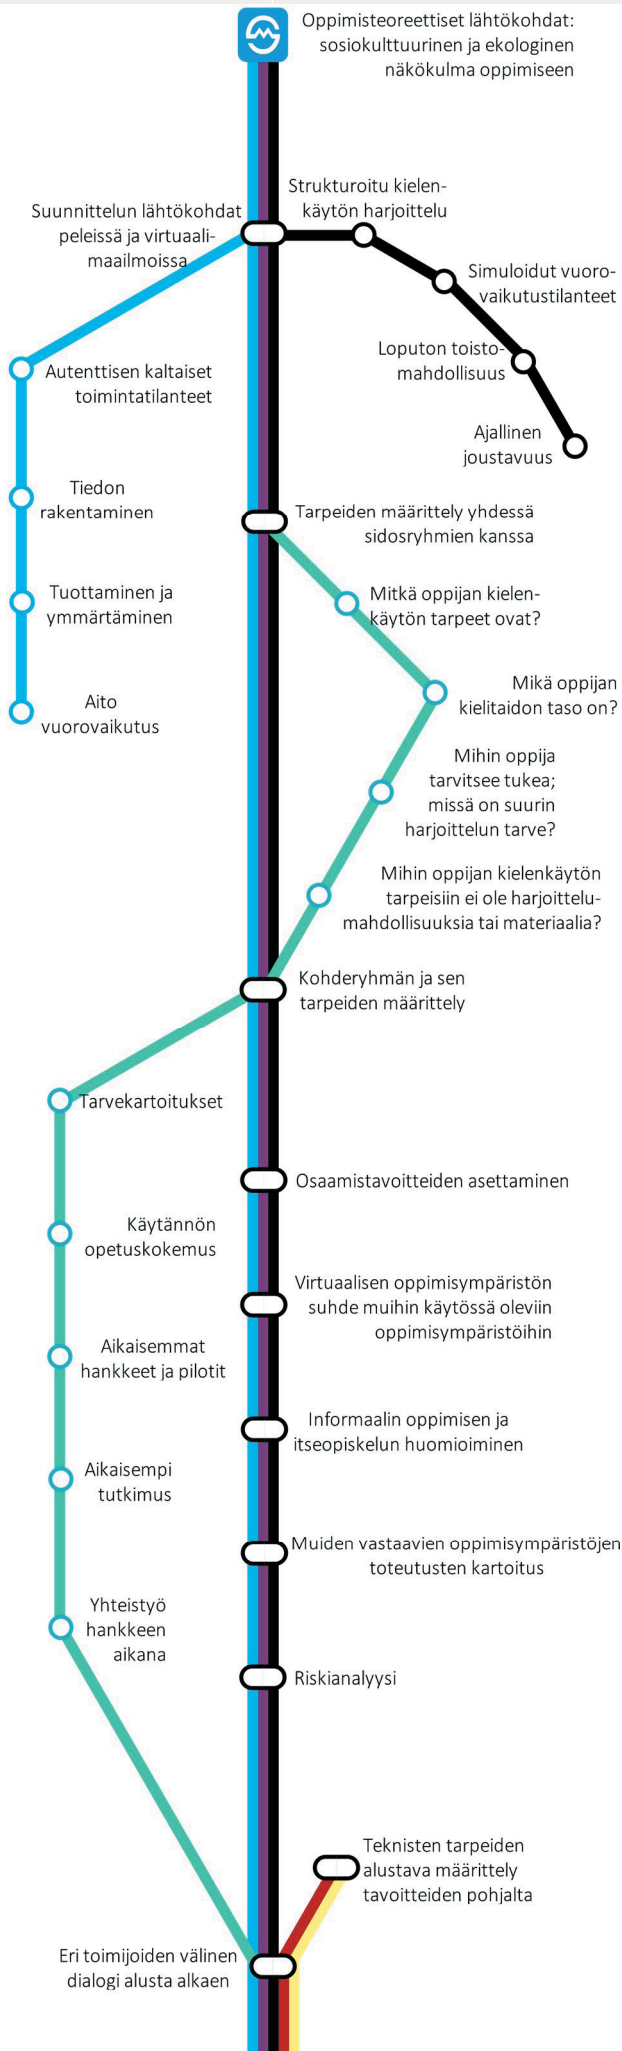 Oppimisteoreettiset lähtökohdat:
sosiokulttuurinen ja ekologinen
näkökulma oppimiseen
Strukturoitu kielen-
käytön harjoittelu
Suunnittelun lähtökohdat
peleissä ja virtuaali-
maailmoissa
Simuloidut vuoro-
vaikutustilanteet
Loputon toisto-
mahdollisuus
Autenttisen kaltaiset
toimintatilanteet
Ajallinen
joustavuus
Tiedon
rakentaminen
Tarpeiden määrittely yhdessä
sidosryhmien kanssa
Tuottaminen ja
ymmärtäminen
Mitkä oppijan kielen-
käytön tarpeet ovat?
Aito
vuorovaikutus
Mikä oppijan
kielitaidon taso on?
Mihin oppija
tarvitsee tukea;
missä on suurin
harjoittelun tarve?
Mihin oppijan kielenkäytön
tarpeisiin ei ole harjoittelu-
mahdollisuuksia tai materiaalia?
Kohderyhmän ja sen
tarpeiden määrittely
Tarvekartoitukset
Osaamistavoitteiden asettaminen
Käytännön
opetuskokemus
Virtuaalisen oppimisympäristön
suhde muihin käytössä oleviin
oppimisympäristöihin
Aikaisemmat
hankkeet ja pilotit
Informaalin oppimisen ja
itseopiskelun huomioiminen
Aikaisempi
tutkimus
Muiden vastaavien oppimisympäristöjen
toteutusten kartoitus
Yhteistyö
hankkeen
aikana
Riskianalyysi
Teknisten tarpeiden
alustava määrittely
tavoitteiden pohjalta
Eri toimijoiden välinen
dialogi alusta alkaen